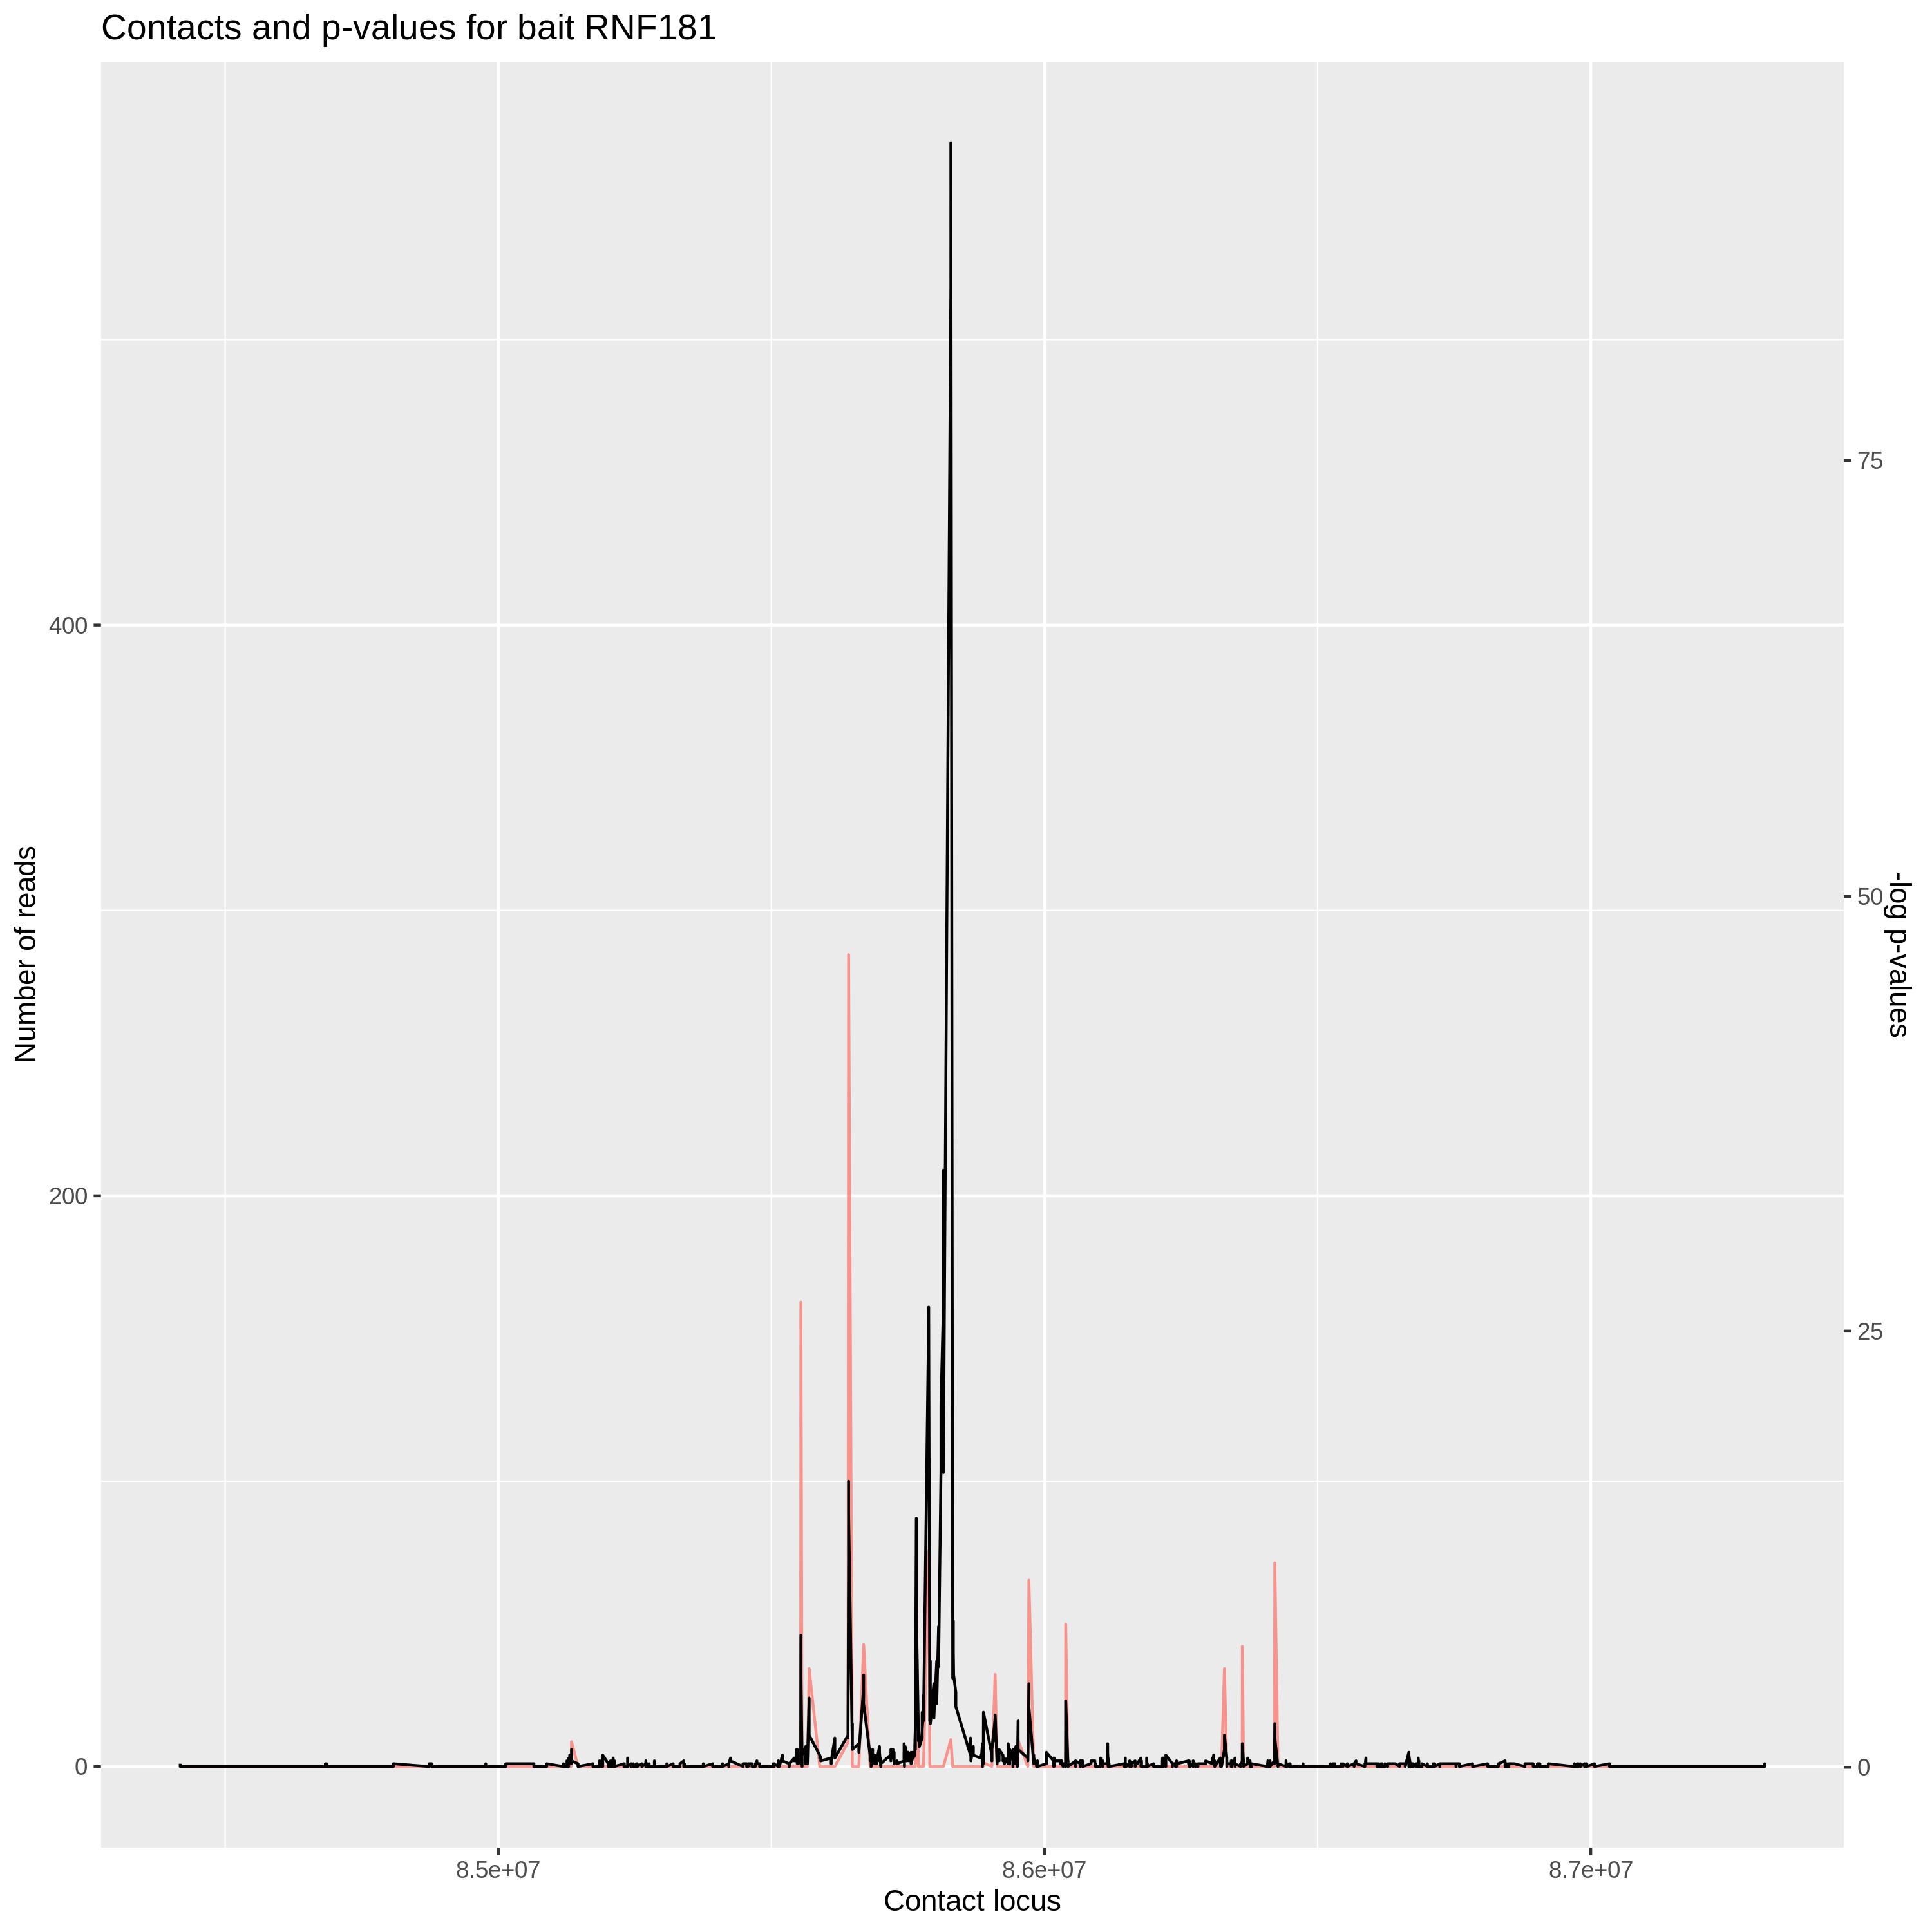 Contacts and p-values for bait RNF181
Number of reads
400
200
0
75
50
25
0
-log p-values
8.5e+07
8.6e+07
8.7e+07
Contact locus